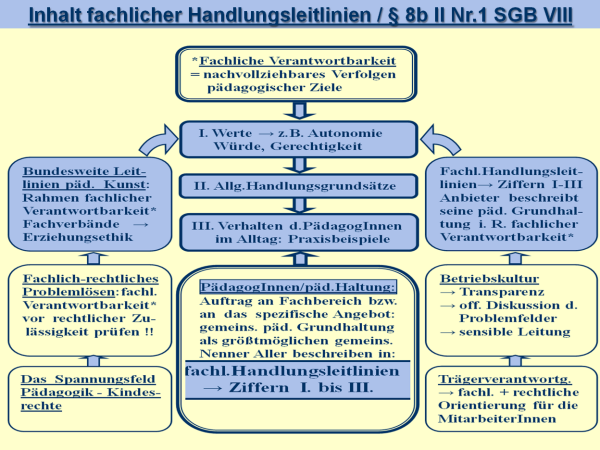 Inhalt fachlicher Handlungsleitlinien / § 8b II Nr.1 SGB VIII
*Fachliche Verantwortbarkeit
= nachvollziehbares Verfolgen
pädagogischer Ziele
I. Werte → z.B. Autonomie
Würde, Gerechtigkeit
II. Allg.Handlungsgrundsätze
III. Verhalten d.PädagogInnen
im Alltag: Praxisbeispiele
Bundesweite Leit-
linien päd. Kunst:
Rahmen fachlicher
Verantwortbarkeit*
Fachverbände →
Erziehungsethik
Fachl.Handlungsleit-
linien→ Ziffern I-III
Anbieter beschreibt
seine päd. Grundhal-
tung i. R. fachlicher
Verantwortbarkeit*
Fachlich-rechtliches
Problemlösen:fachl.
Verantwortbarkeit*
vor rechtlicher Zu-
lässigkeit prüfen !!
PädagogInnen/päd.Haltung:
Auftrag an Fachbereich bzw.
an das spezifische Angebot:
gemeins. päd. Grundhaltung
als größtmöglichen gemeins.
Nenner Aller beschreiben in:
fachl.Handlungsleitlinien
→ Ziffern I. bis III.
Betriebskultur
→ Transparenz
→ off. Diskussion d.
Problemfelder
→ sensible Leitung
Das Spannungsfeld
Pädagogik - Kindes-
rechte
Trägerverantwortg.
→ fachl. + rechtliche
Orientierung für die
MitarbeiterInnen